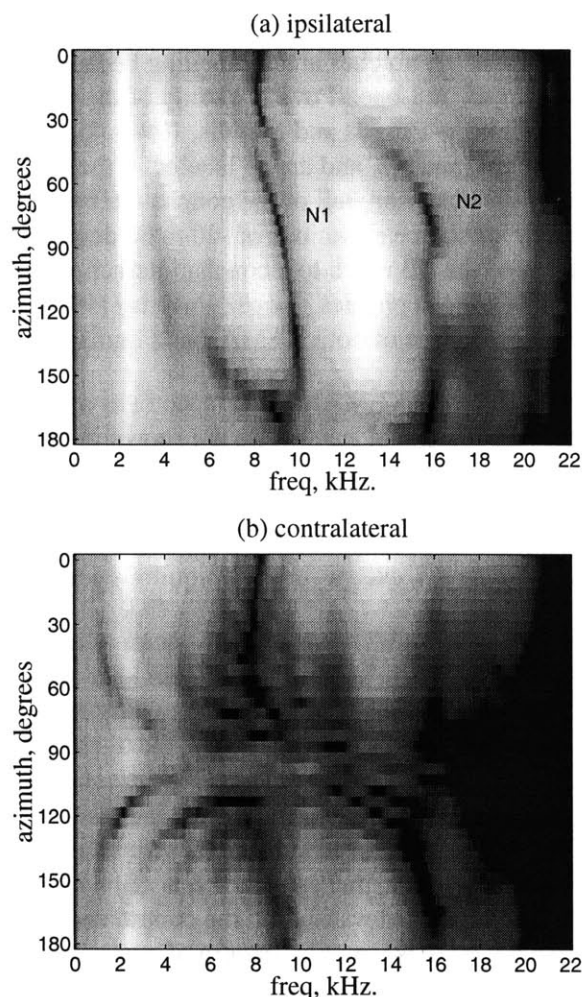 (a) ipsilateral
0
30
60
90
120
150
180
azimuth, degrees
N1
N2
0 2 4 6 8 10 12 14 16 18 20 22
freq, kHz.
(b) contralateral
0
30
60
90
120
150
180
azimuth, degrees
0 2 4 6 8 10 12 14 16 18 20 22
freq, kHz.